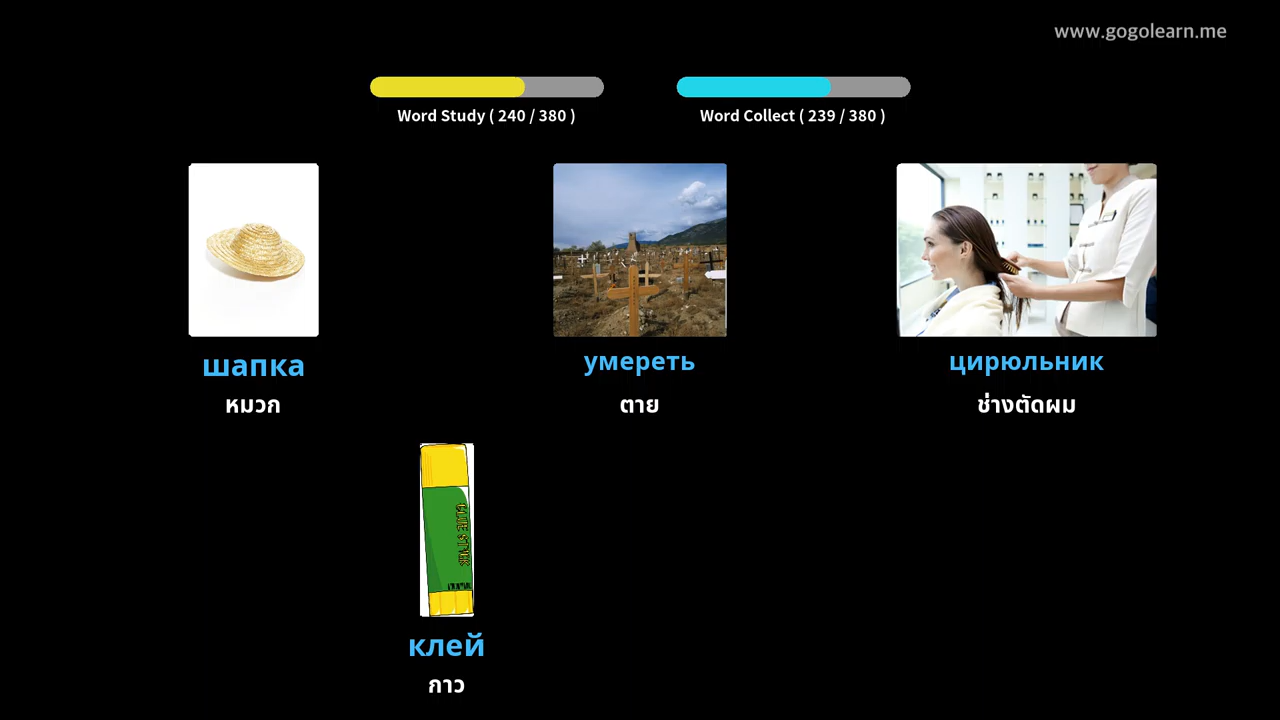 www.gogolearn.me
Word Study ( 240 / 380 )
Word Collect ( 239 / 380 )
шапка
หมวก
умереть
ตาย
цирюльник
ช่างตัดผม
клей
กาว